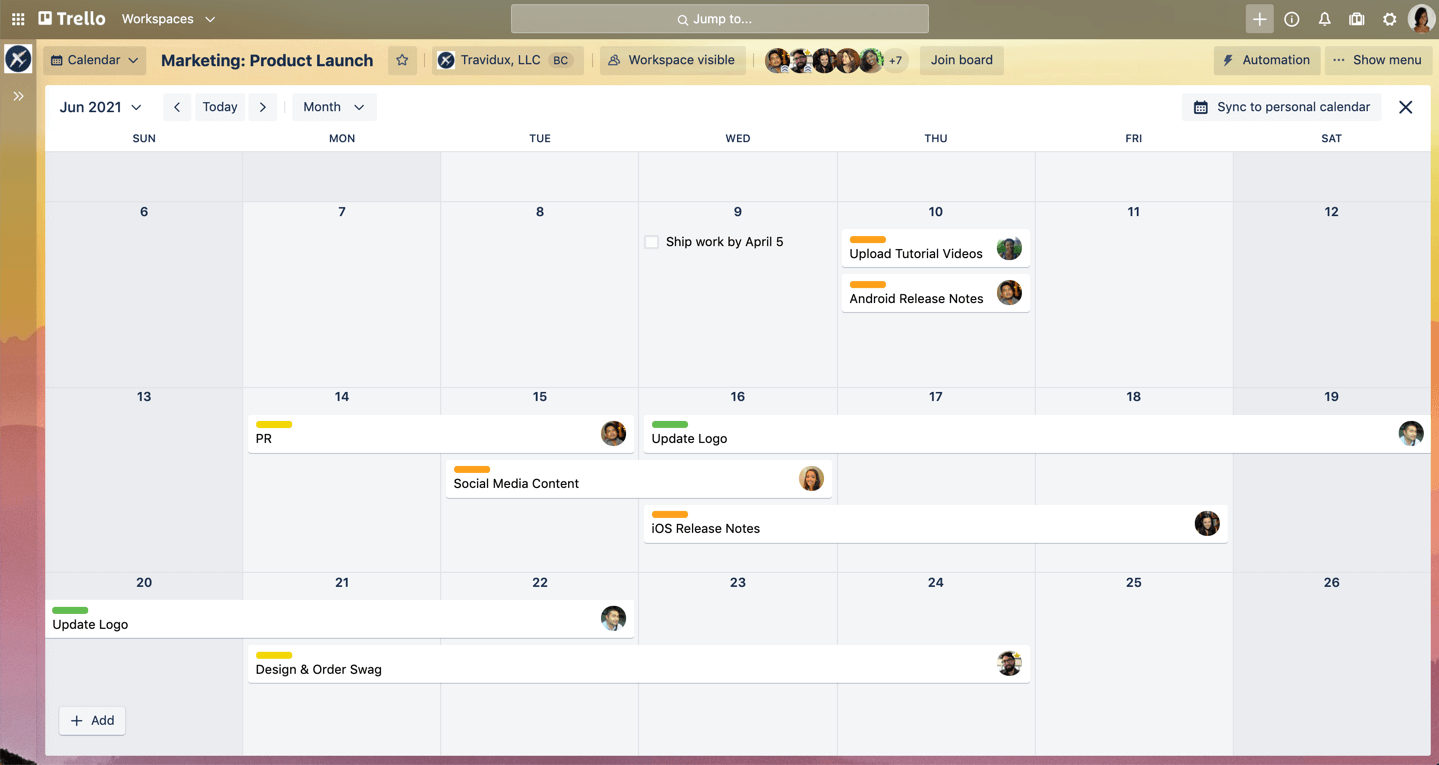 Trello Workspaces Jump to...
Calendar Marketing: Product Launch Travidux, LLC BC Workspace visible +7 Join board Automation Show menu
Jun 2021 Today Month Sync to personal calendar
SUN MON TUE WED THU FRI SAT
6 7 8 9 10 11 12
Ship work by April 5
Upload Tutorial Videos
Android Release Notes
13 14 15 16 17 18 19
PR
Update Logo
Social Media Content
iOS Release Notes
20 21 22 23 24 25 26
Update Logo
Design & Order Swag
+ Add